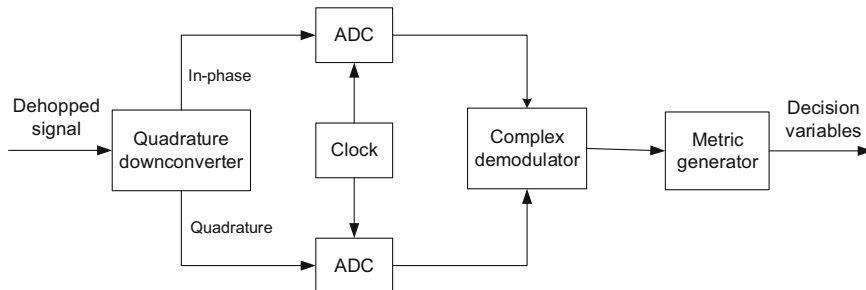 ADC
In-phase
Dehopped
signal
Quadrature
downconverter
Clock
Complex
demodulator
Metric
generator
Decision
variables
Quadrature
ADC